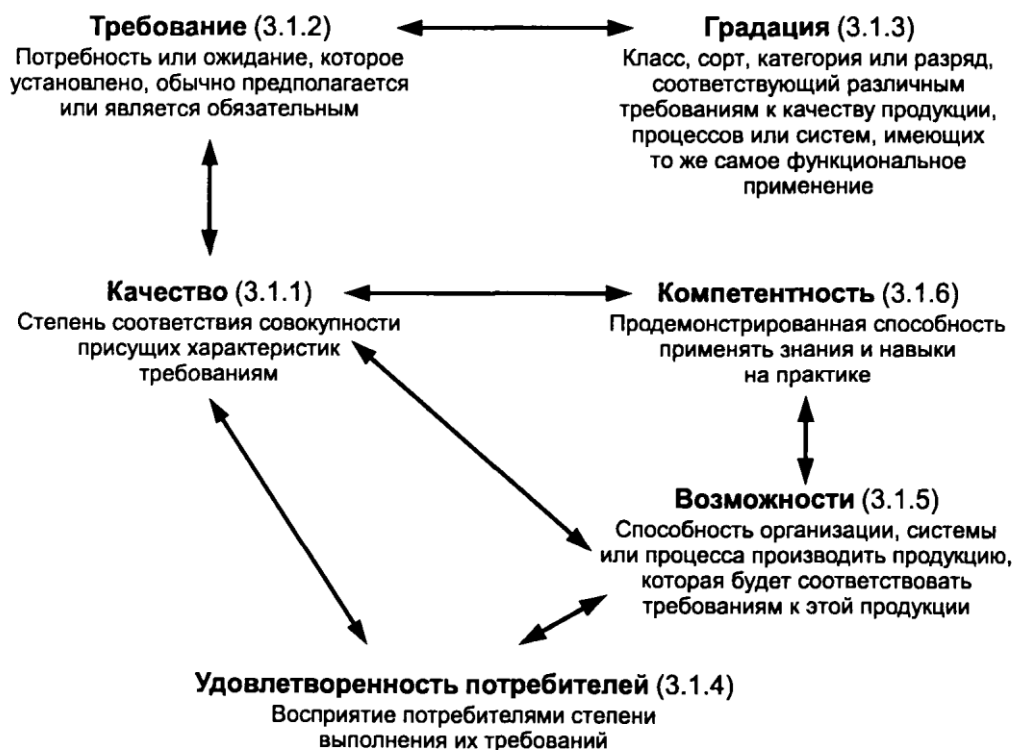 Требование (3.1.2)
Потребность или ожидание, которое
установлено, обычно предполагается
или является обязательным
Градация (3.1.3)
Класс, сорт, категория или разряд,
соответствующий различным
требованиям к качеству продукции,
процессов или систем, имеющих
то же самое функциональное
применение
Качество (3.1.1)
Степень соответствия совокупности
присущих характеристик
требованиям
Компетентность (3.1.6)
Продемонстрированная способность
применять знания и навыки
на практике
Возможности (3.1.5)
Способность организации, системы
или процесса производить продукцию,
которая будет соответствовать
требованиям к этой продукции
Удовлетворенность потребителей (3.1.4)
Восприятие потребителями степени
выполнения их требований